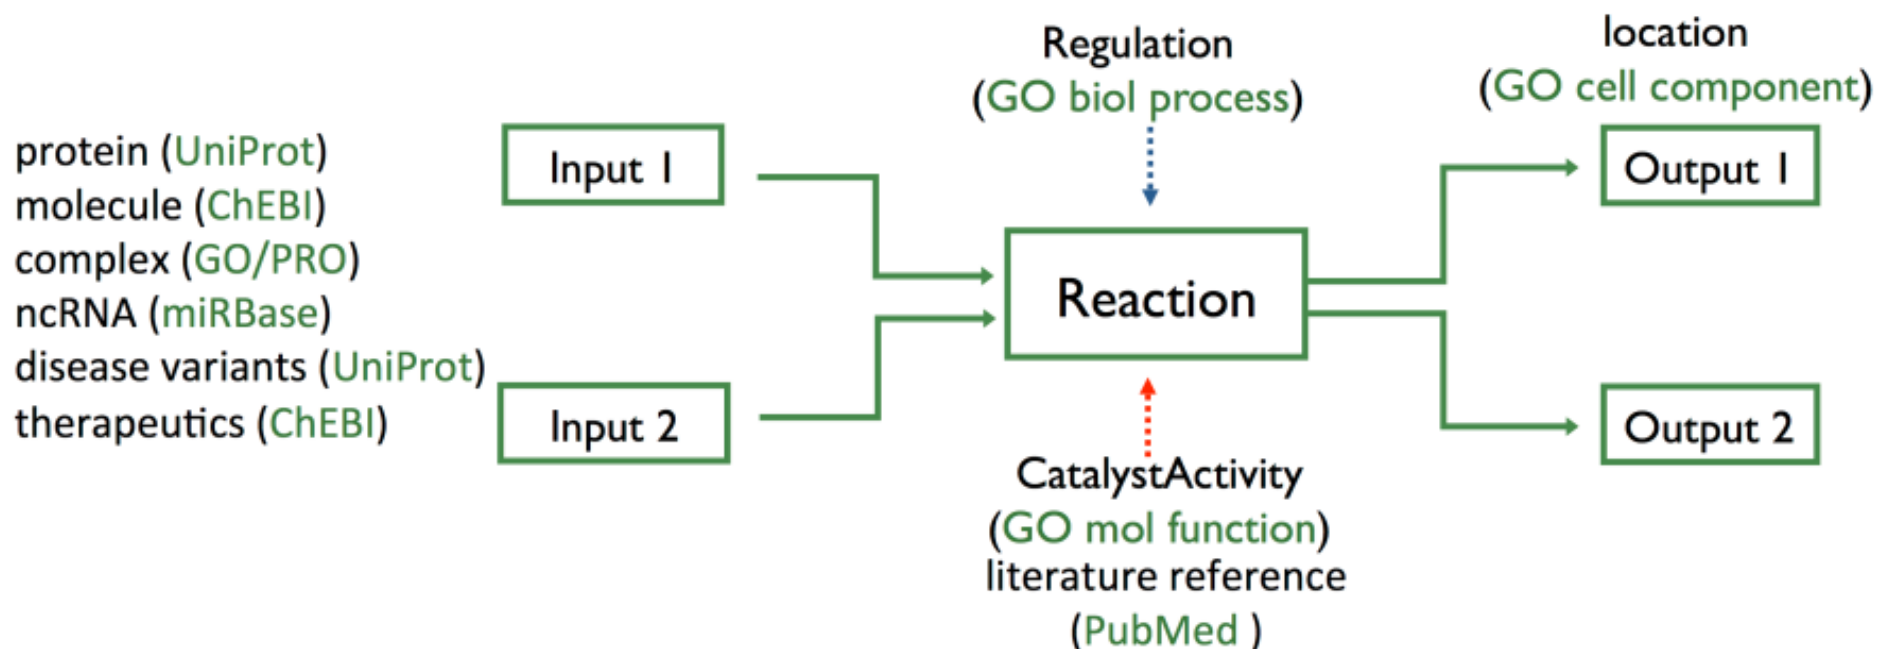 protein (UniProt)
molecule (ChEBI)
complex (GO/PRO)
ncRNA (miRBase)
disease variants (UniProt)
therapeutics (ChEBI)
Input 1
Input 2
Regulation
(GO biol process)
Reaction
CatalystActivity
(GO mol function)
literature reference
(PubMed )
location
(GO cell component)
Output 1
Output 2